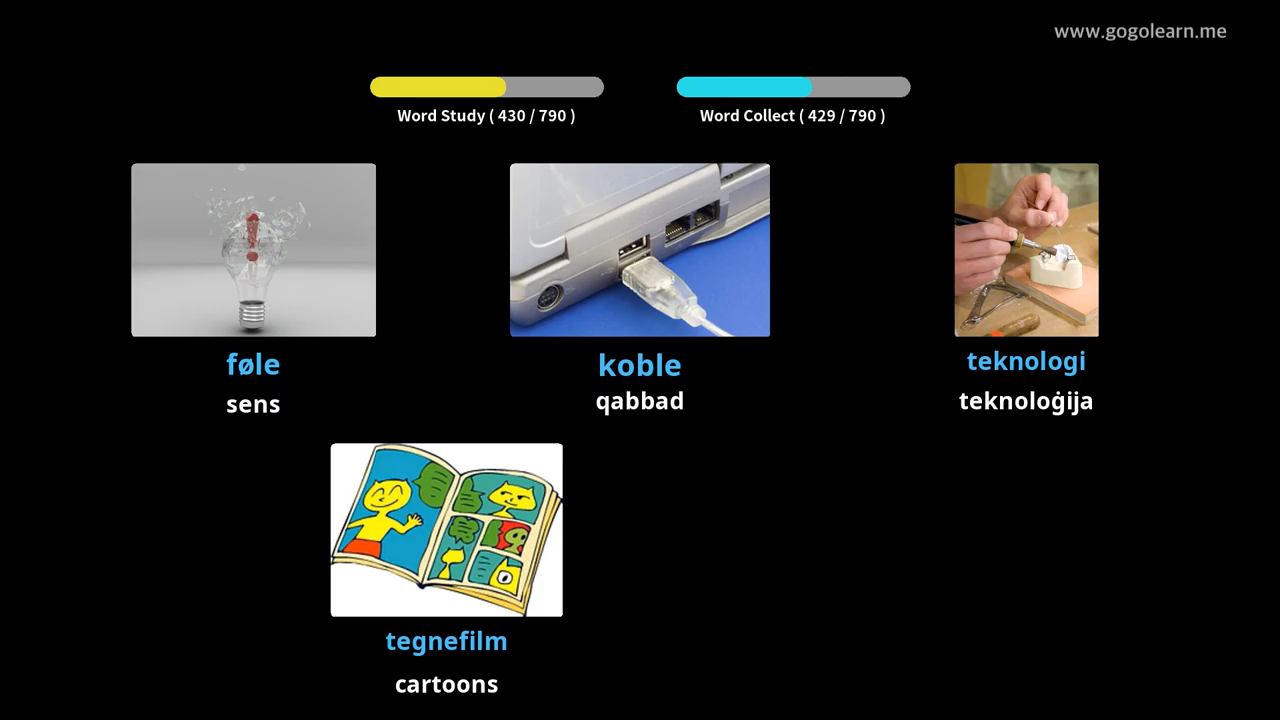 www.gogolearn.me
Word Study ( 430 / 790 )
Word Collect ( 429 / 790 )
føle
sens
koble
qabbad
teknologi
teknoloġija
tegnefilm
cartoons